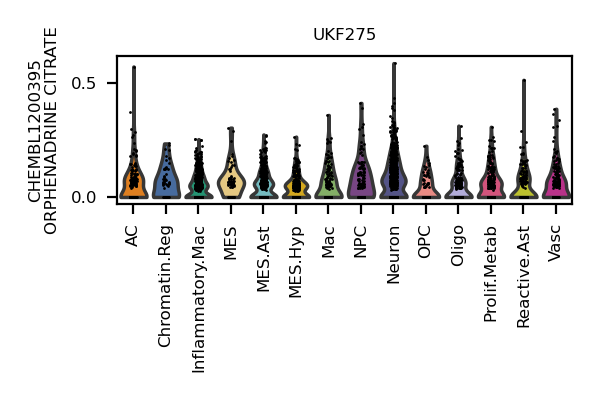 UKF275
CHEMBL1200395
ORPHENADRINE CITRATE
0.5
0.0
AC
Chromatin.Reg
Inflammatory.Mac
MES
MES.Ast
MES.Hyp
Mac
NPC
Neuron
OPC
Oligo
Prolif.Metab
Reactive.Ast
Vasc